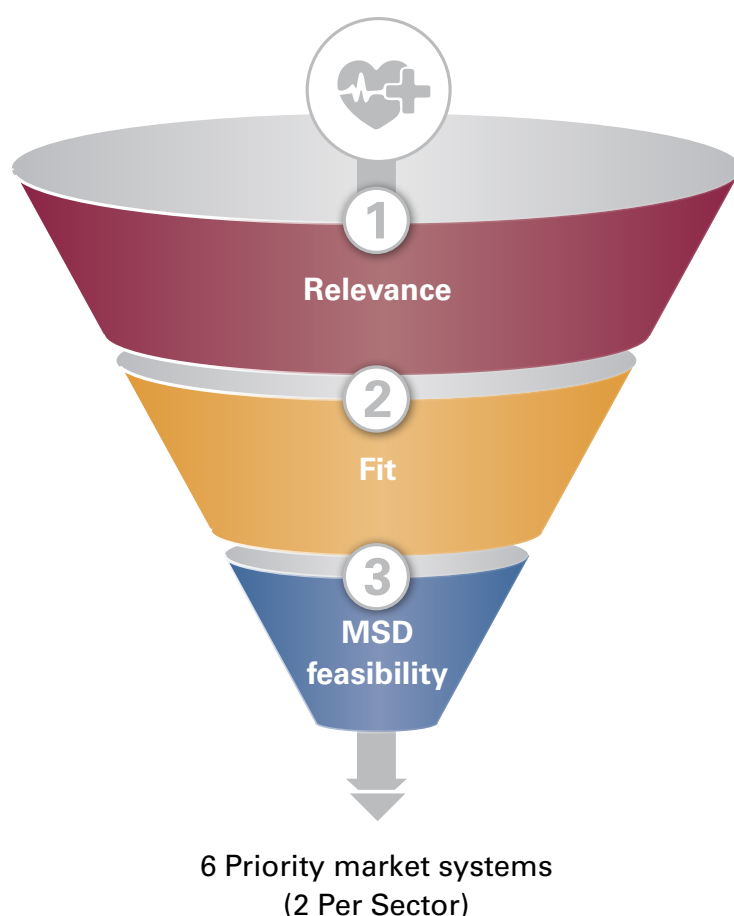 1
Relevance
2
Fit
3
MSD
feasibility
6 Priority market systems
(2 Per Sector)